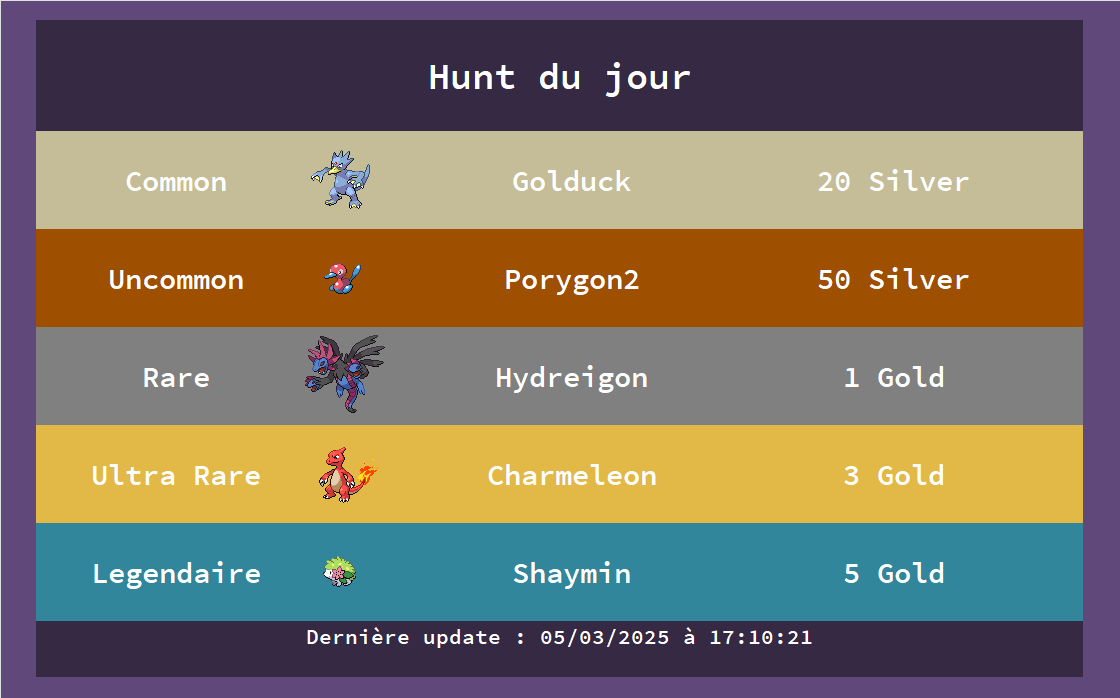 Hunt du jour
Common Golduck 20 Silver
Uncommon Porygon2 50 Silver
Rare Hydreigon 1 Gold
Ultra Rare Charmeleon 3 Gold
Legendaire Shaymin 5 Gold
Dernière update : 05/03/2025 à 17:10:21